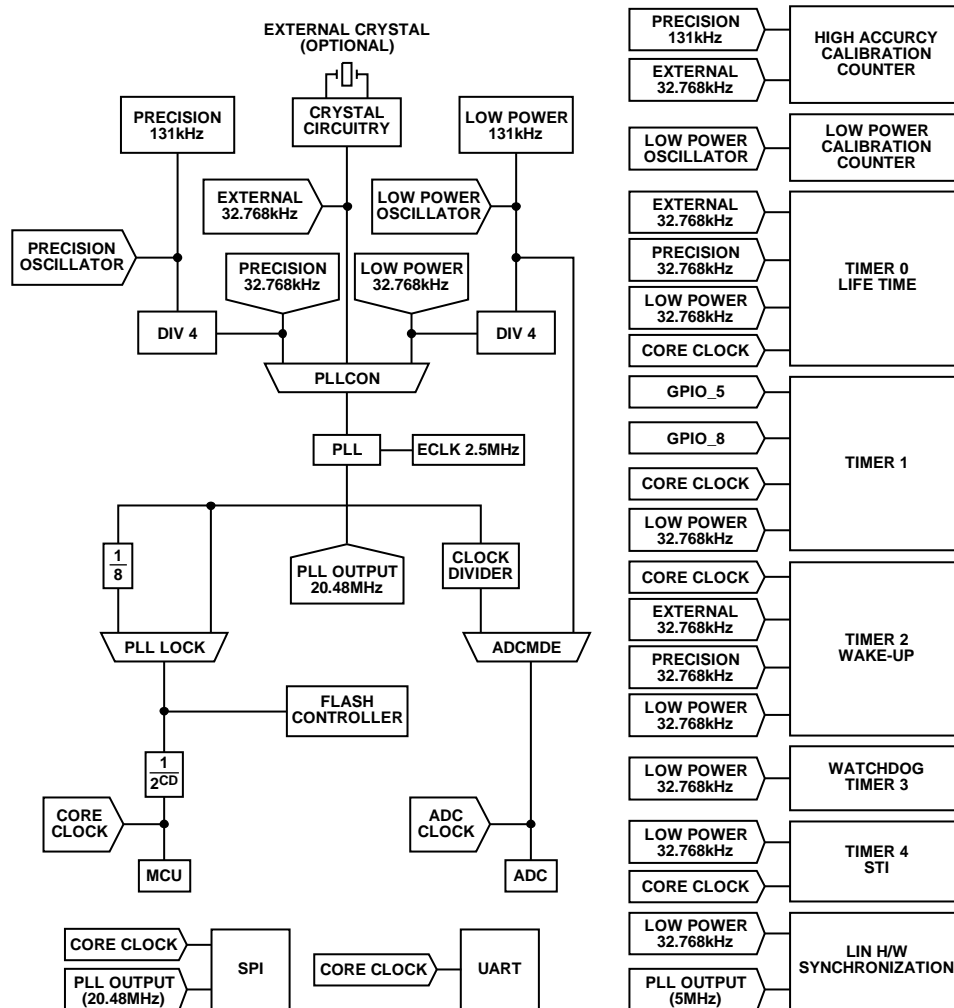 EXTERNAL CRYSTAL
(OPTIONAL)
PRECISION
131kHz
CRYSTAL
CIRCUITRY
LOW POWER
131kHz
EXTERNAL
32.768kHz
LOW POWER
OSCILLATOR
PRECISION
OSCILLATOR
PRECISION
32.768kHz
LOW POWER
32.768kHz
DIV 4
DIV 4
PLLCON
PLL
ECLK 2.5MHz
1
8
PLL OUTPUT
20.48MHz
CLOCK
DIVIDER
PLL LOCK
ADCMDE
FLASH
CONTROLLER
1
2CD
CORE
CLOCK
ADC
CLOCK
MCU
ADC
CORE CLOCK
PLL OUTPUT
(20.48MHz)
SPI
CORE CLOCK
UART
PRECISION
131kHz
EXTERNAL
32.768kHz
HIGH ACCURCY
CALIBRATION
COUNTER
LOW POWER
OSCILLATOR
LOW POWER
CALIBRATION
COUNTER
EXTERNAL
32.768kHz
PRECISION
32.768kHz
LOW POWER
32.768kHz
CORE CLOCK
TIMER 0
LIFE TIME
GPIO_5
GPIO_8
CORE CLOCK
LOW POWER
32.768kHz
TIMER 1
CORE CLOCK
EXTERNAL
32.768kHz
PRECISION
32.768kHz
LOW POWER
32.768kHz
TIMER 2
WAKE-UP
LOW POWER
32.768kHz
WATCHDOG
TIMER 3
LOW POWER
32.768kHz
CORE CLOCK
TIMER 4
STI
LOW POWER
32.768kHz
PLL OUTPUT
(5MHz)
LIN H/W
SYNCHRONIZATION